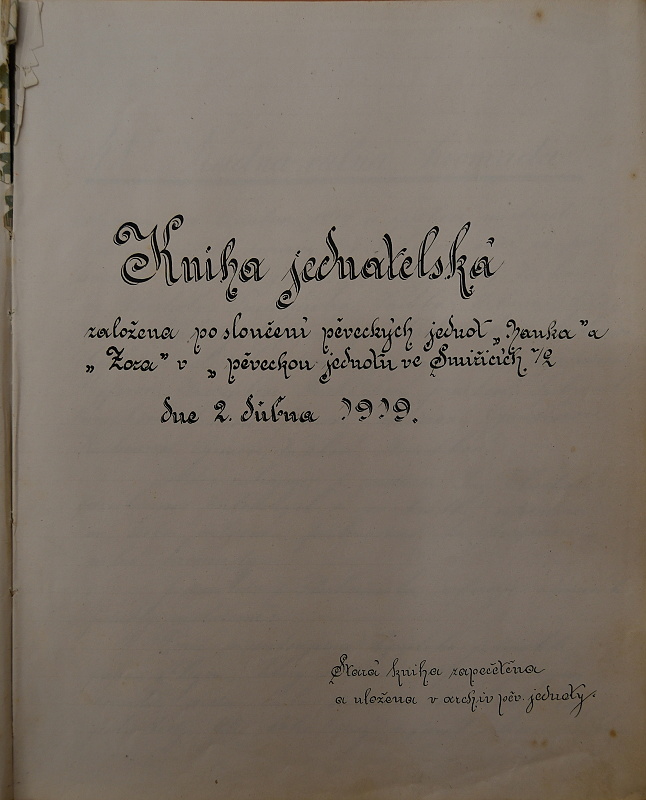 Kniha jednatelská
založena po sloučení pěveckých jednot „Hanka" a
„Zora" v „pěveckou jednotu ve Smiřicích n/L
dne 2. dubna 1919.
Stará kniha zapečetěna
a uložena v archiv pěv. jednoty.